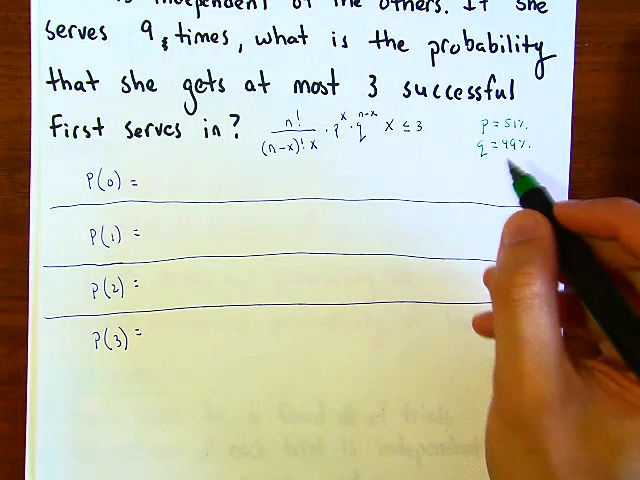 is independent of the others. If she
serves 9 times, what is the probability
that she gets at most 3 successful
first serves in?
n!/(n-x)! x · p^x · q^(n-x) x ≤ 3
p = 51%.
q = 49%.
P(0) =
P(1) =
P(2) =
P(3) =